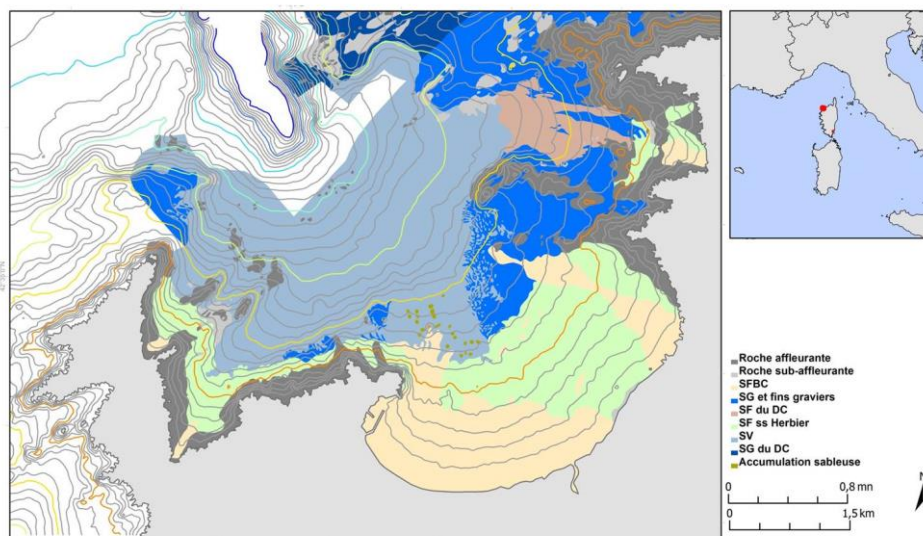 Roche affleurante
Roche sub-affleurante
SFBC
SG et fins graviers
SF du DC
SF ss Herbier
SV
SG du DC
Accumulation sableuse
N
0 0,8 mn
0 1,5 km